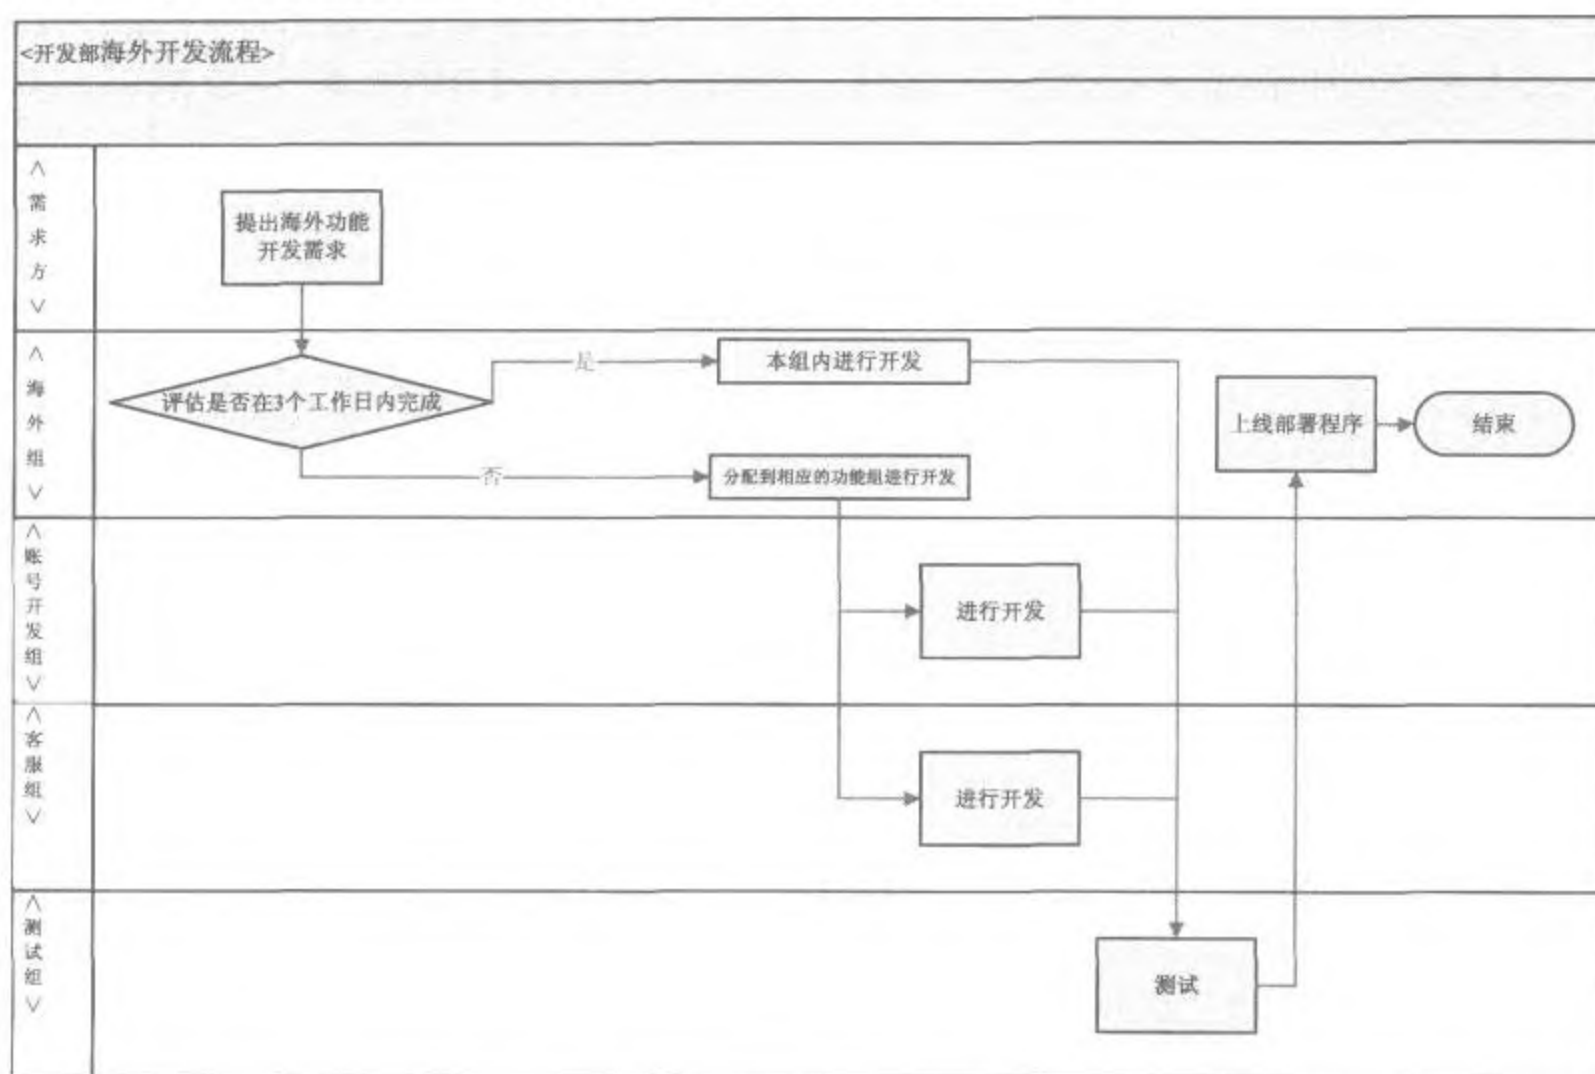 <开发部海外开发流程>
<需求方>
提出海外功能
开发需求
<海外组>
评估是否在3个工作日内完成
是
本组内进行开发
否
分配到相应的功能组进行开发
上线部署程序
结束
<账号开发组>
进行开发
<客服组>
进行开发
<测试组>
测试